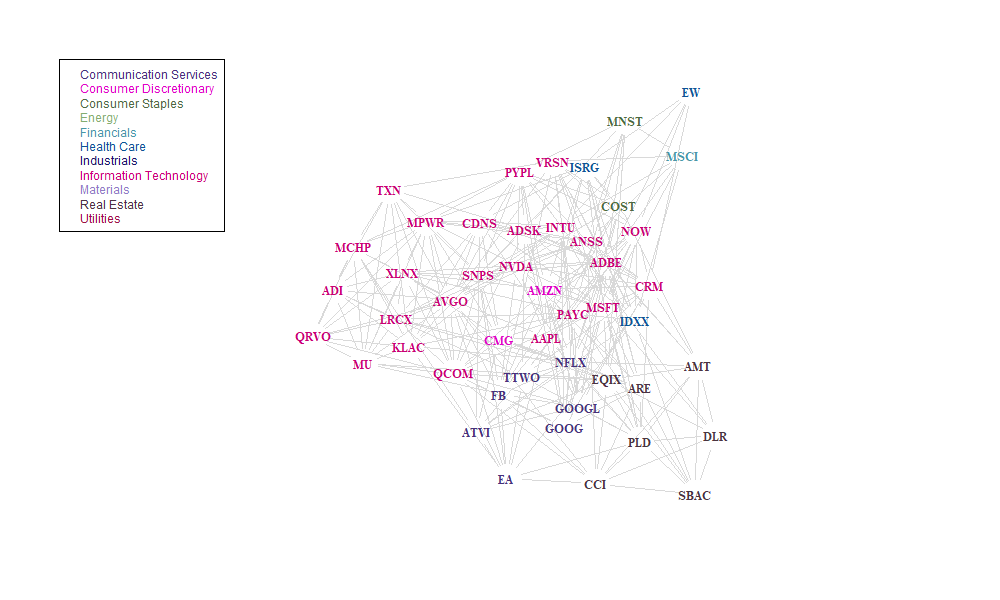 Communication Services
Consumer Discretionary
Consumer Staples
Energy
Financials
Health Care
Industrials
Information Technology
Materials
Real Estate
Utilities
EW
MNST
MSCI
VRSN
ISRG
PYPL
TXN
COST
MPWR
CDNS
ADSK
INTU
NOW
ANSS
MCHP
ADBE
NVDA
XLNX
SNPS
CRM
ADI
AMZN
AVGO
MSFT
PAYC
LRCX
IDXX
QRVO
CMG
AAPL
KLAC
NFLX
MU
AMT
QCOM
TTWO
EQIX
ARE
FB
GOOGL
GOOG
ATVI
DLR
PLD
EA
CCI
SBAC